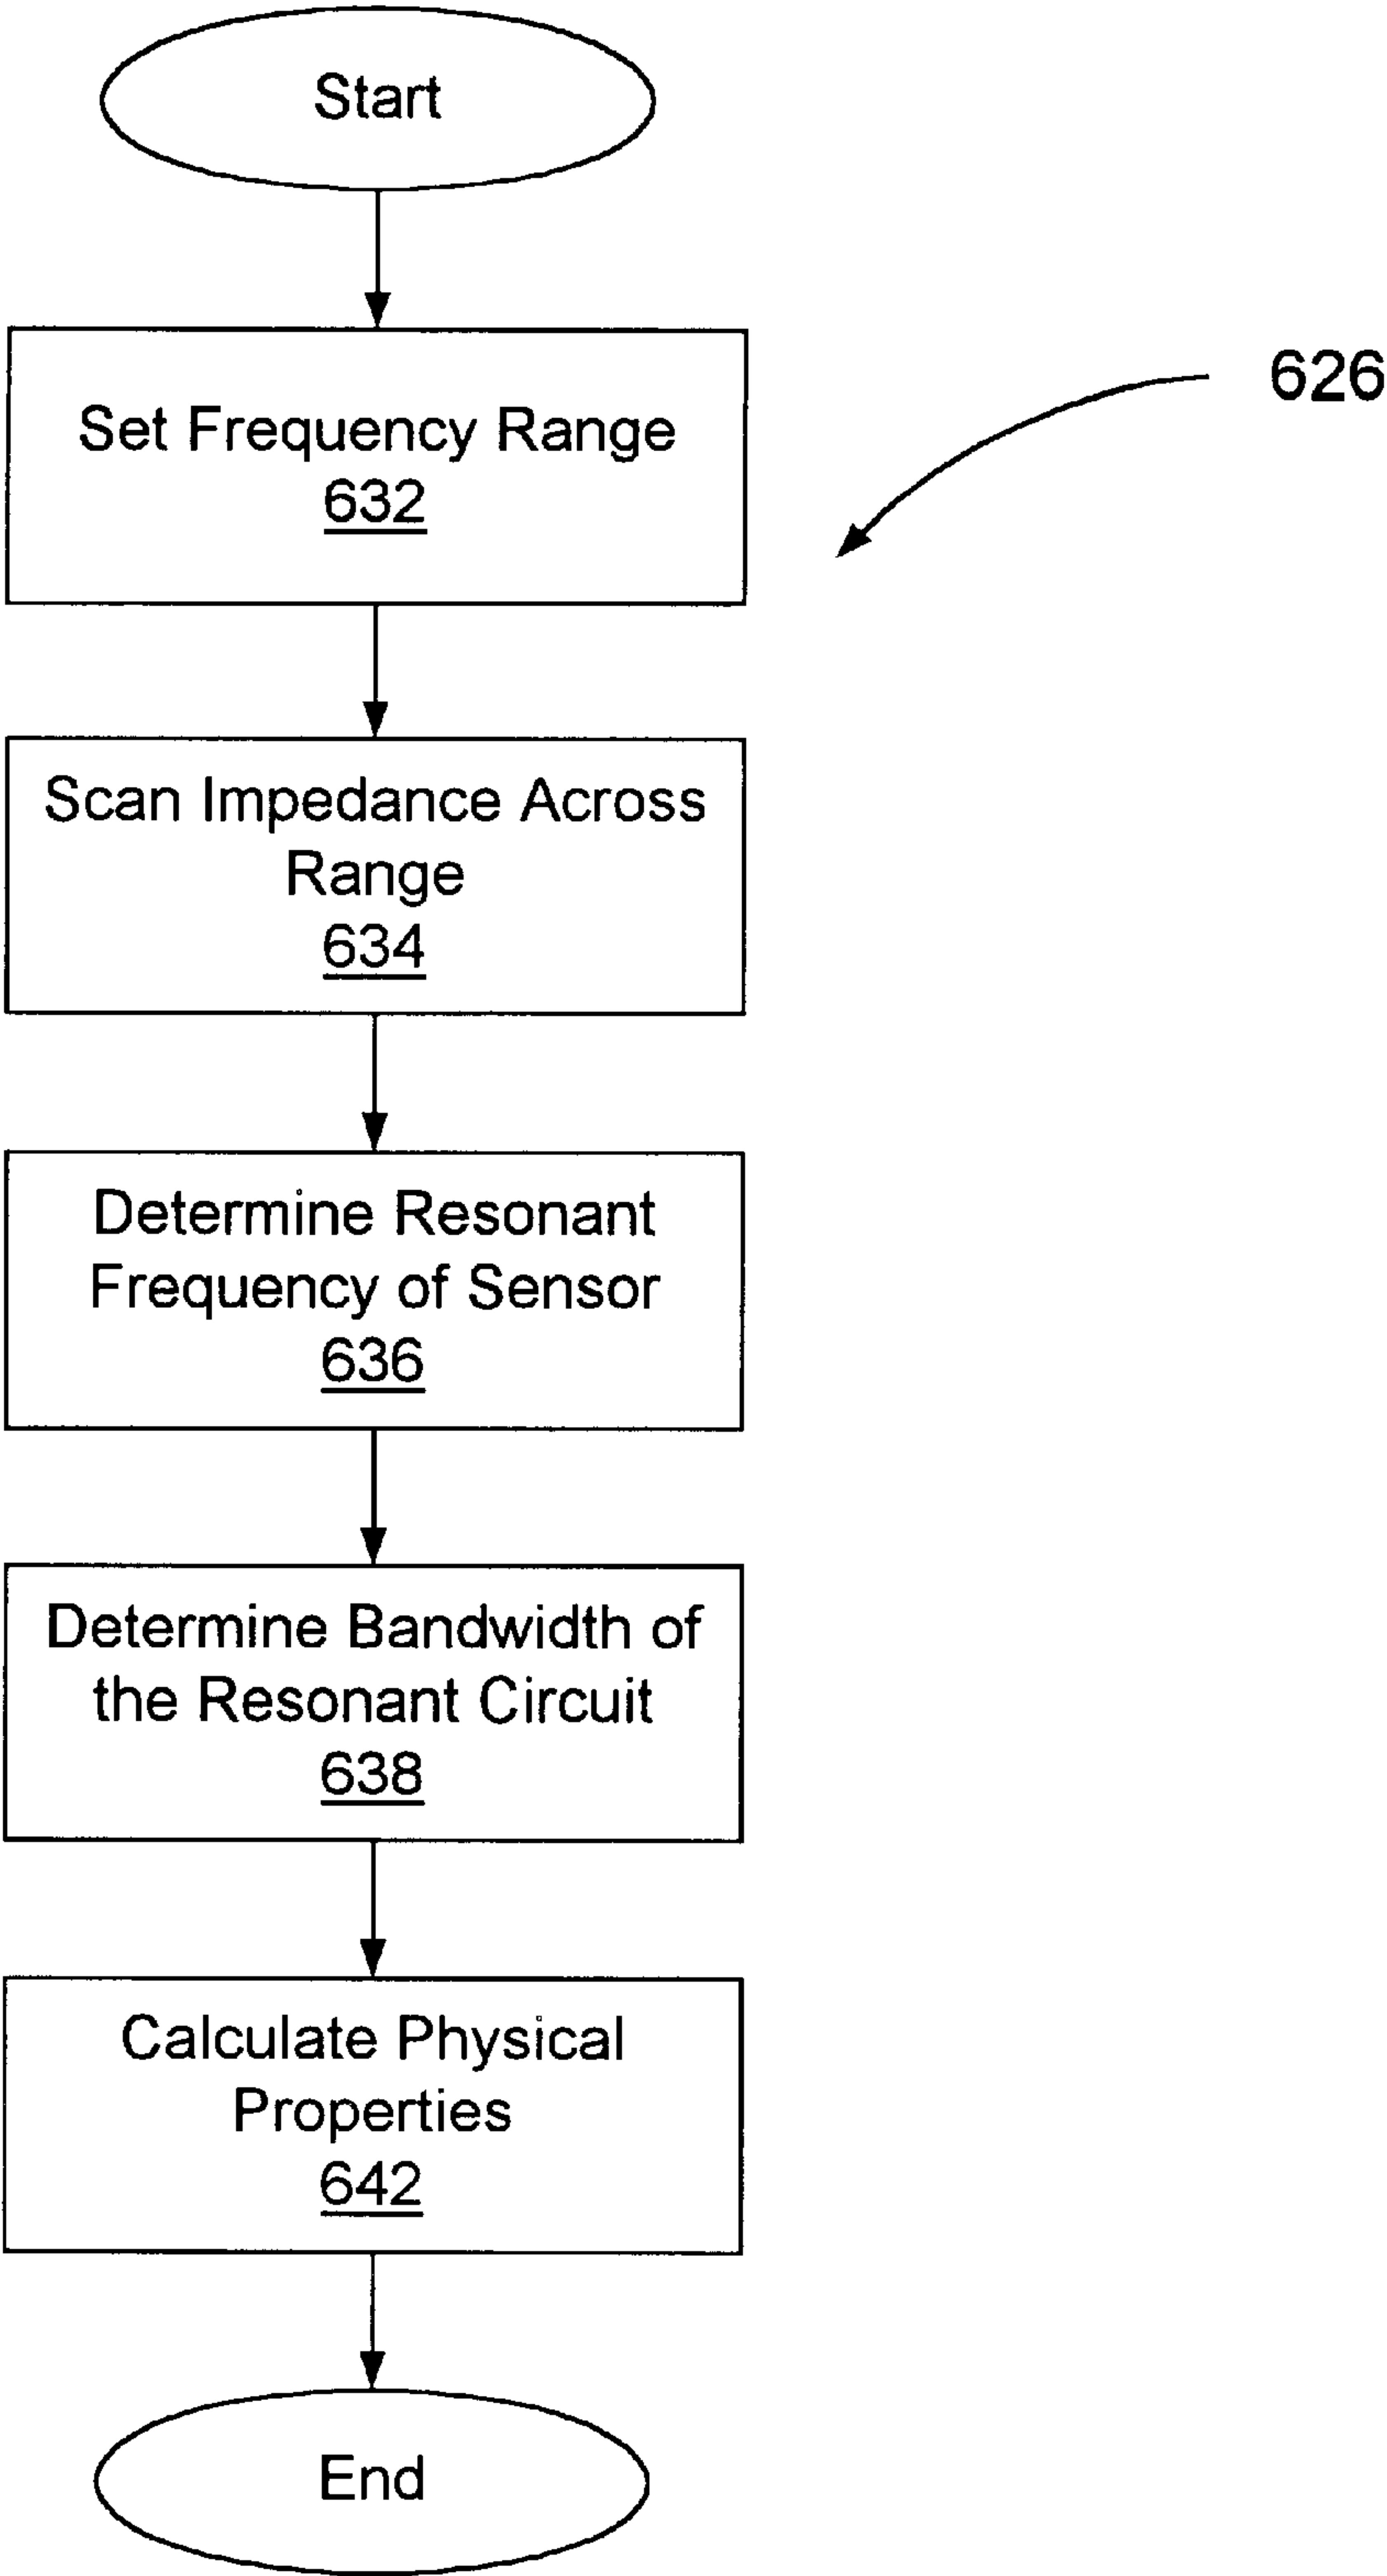 Start
Set Frequency Range
632
626
Scan Impedance Across
Range
634
Determine Resonant
Frequency of Sensor
636
Determine Bandwidth of
the Resonant Circuit
638
Calculate Physical
Properties
642
End